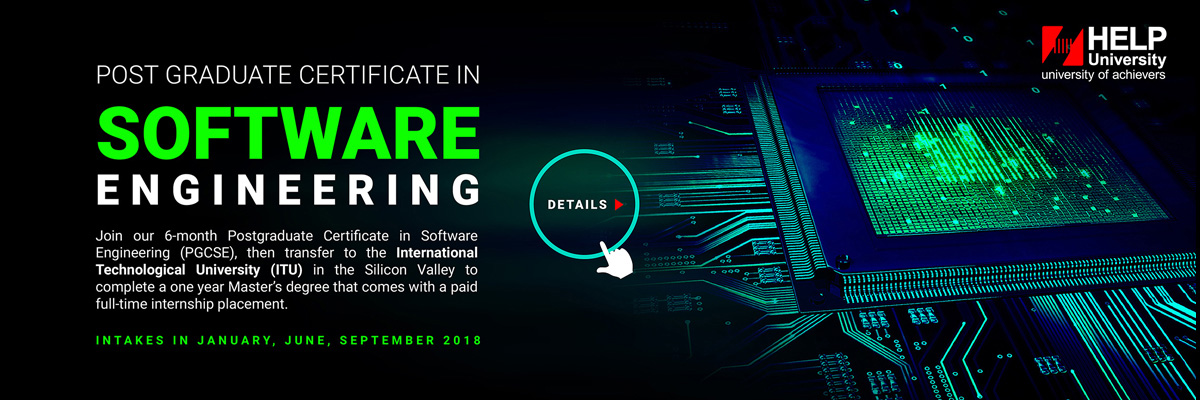 POST GRADUATE CERTIFICATE IN
SOFTWARE
ENGINEERING
Join our 6-month Postgraduate Certificate in Software
Engineering (PGCSE), then transfer to the International
Technological University (ITU) in the Silicon Valley to
complete a one year Master's degree that comes with a paid
full-time internship placement.
INTAKES IN JANUARY, JUNE, SEPTEMBER 2018
DETAILS
HELP
University
university of achievers